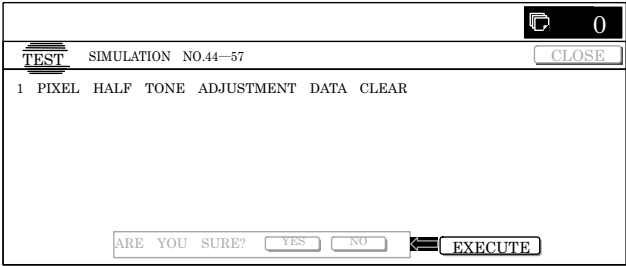 0
TEST SIMULATION NO.44—57 CLOSE
1 PIXEL HALF TONE ADJUSTMENT DATA CLEAR
ARE YOU SURE? YES NO EXECUTE